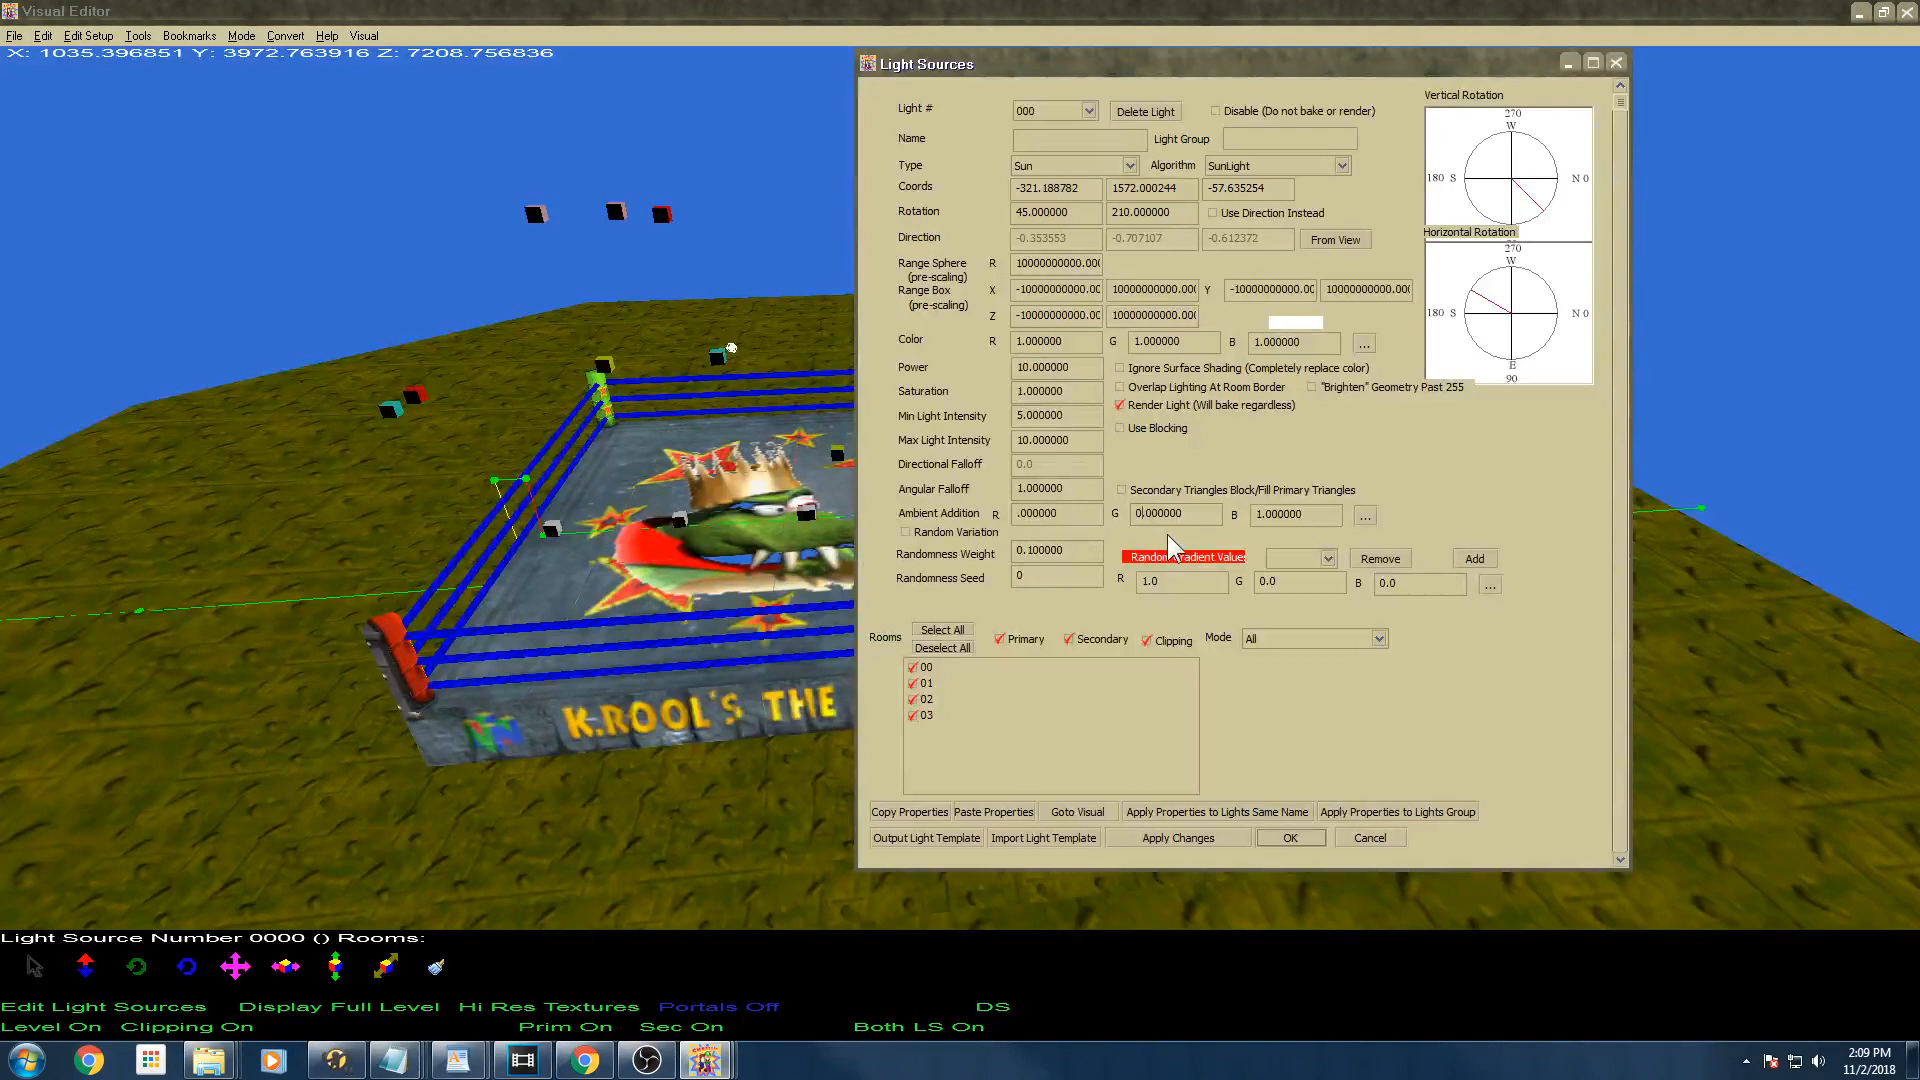 Visual Editor
File Edit Edit Setup Tools Bookmarks Mode Convert Help Visual
X: 1035.396851 Y: 3972.763916 Z: 7208.756836
Light Sources
Light # 000 Delete Light Disable (Do not bake or render)
Name Light Group
Type Sun Algorithm SunLight
Coords -321.188782 1572.000244 -57.635254
Rotation 45.000000 210.000000 Use Direction Instead
Direction -0.353553 -0.707107 -0.612372 From View
Range Sphere R 10000000000.00(
(pre-scaling)
Range Box X -10000000000.00 10000000000.00( Y -10000000000.00 10000000000.00(
(pre-scaling)
Z -10000000000.00 10000000000.00(
Color R 1.000000 G 1.000000 B 1.000000 ...
Power 10.000000 Ignore Surface Shading (Completely replace color)
Saturation 1.000000 Overlap Lighting At Room Border "Brighten" Geometry Past 255
Render Light (Will bake regardless)
Min Light Intensity 5.000000 Use Blocking
Max Light Intensity 10.000000
Directional Falloff 0.0
Angular Falloff 1.000000 Secondary Triangles Block/Fill Primary Triangles
Ambient Addition R .000000 G 0.000000 B 1.000000 ...
Random Variation
Randomness Weight 0.100000 Random Gradient Values Remove Add
Randomness Seed 0 R 1.0 G 0.0 B 0.0 ...
Vertical Rotation
270
W
180 S N 0
Horizontal Rotation
270
W
180 S N 0
E
90
Rooms Select All Primary Secondary Clipping Mode All
Deselect All
00
01
02
03
Copy Properties Paste Properties Goto Visual Apply Properties to Lights Same Name Apply Properties to Lights Group
Output Light Template Import Light Template Apply Changes OK Cancel
K.ROOL'S THE
Light Source Number 0000 () Rooms:
Edit Light Sources Display Full Level Hi Res Textures Portals Off DS
Level On Clipping On Prim On Sec On Both LS On
2:09 PM
11/2/2018